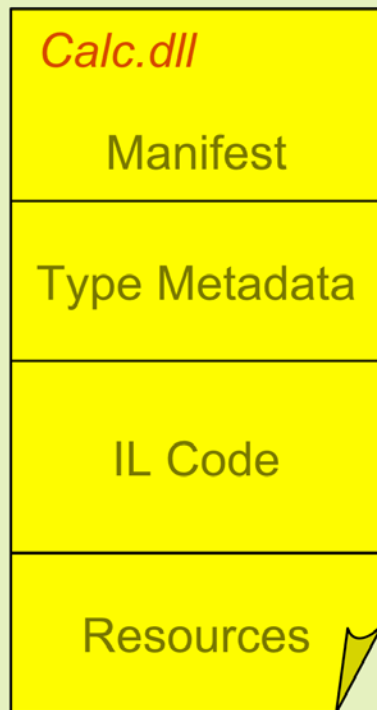 Calc.dll
Manifest
Type Metadata
IL Code
Resources